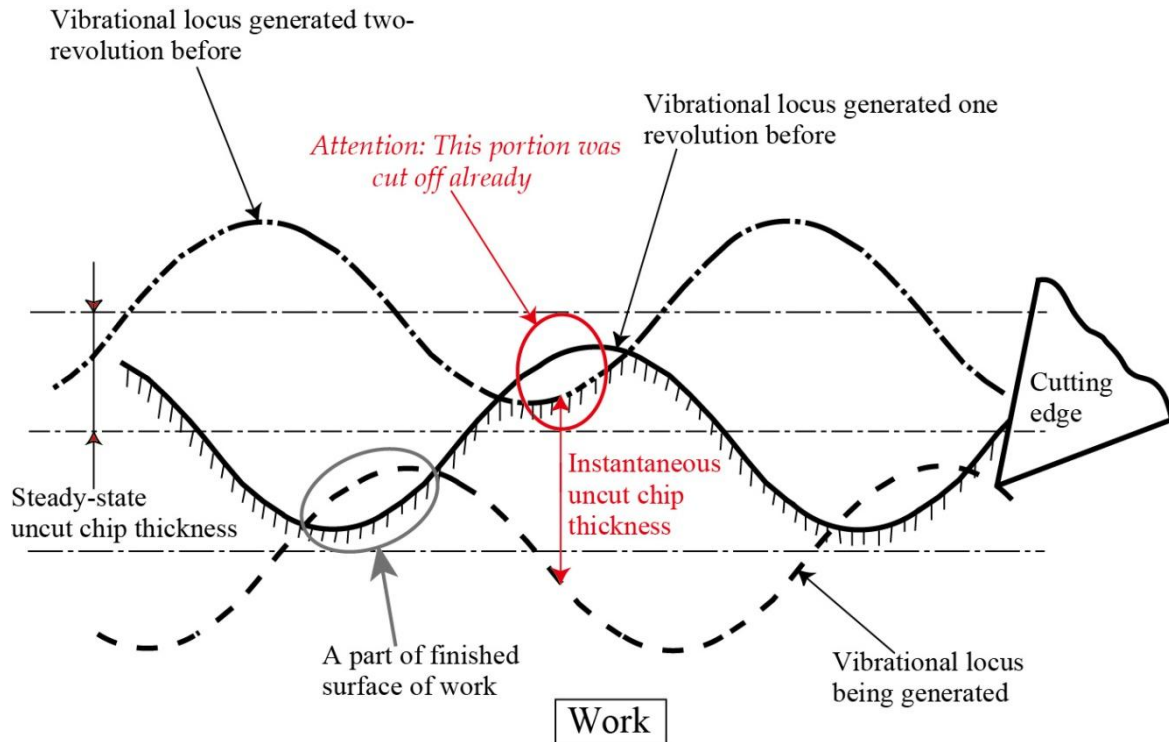 Vibrational locus generated two-
revolution before
Vibrational locus generated one
revolution before
Attention: This portion was
cut off already
Cutting
edge
Steady-state
uncut chip thickness
Instantaneous
uncut chip
thickness
A part of finished
surface of work
Vibrational locus
being generated
Work